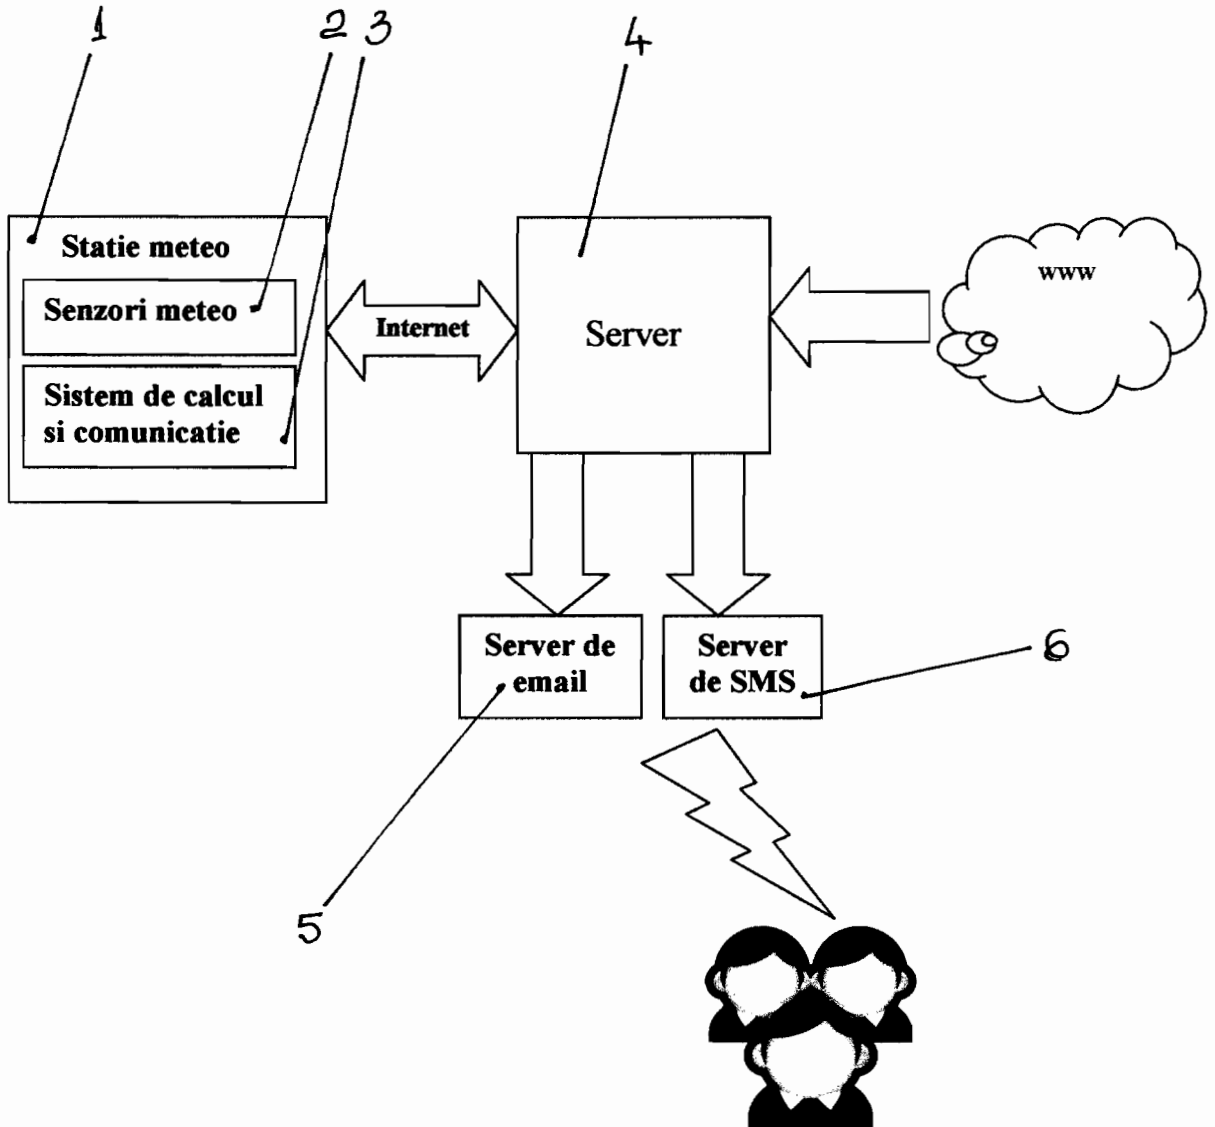 1
2
3
4
Statie meteo
Senzori meteo
Sistem de calcul
si comunicatie
Internet
Server
www
Server de
email
Server
de SMS
6
5